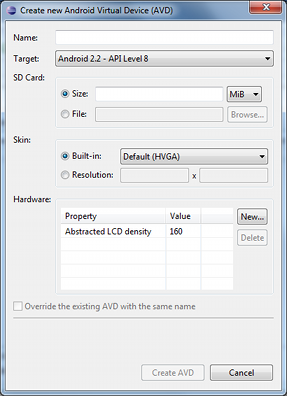 Create new Android Virtual Device (AVD)
Name:
Target: Android 2.2 - API Level 8
SD Card:
Size: MiB
File: Browse...
Skin:
Built-in: Default (HVGA)
Resolution: x
Hardware:
Property Value New...
Abstracted LCD density 160 Delete
Override the existing AVD with the same name
Create AVD Cancel